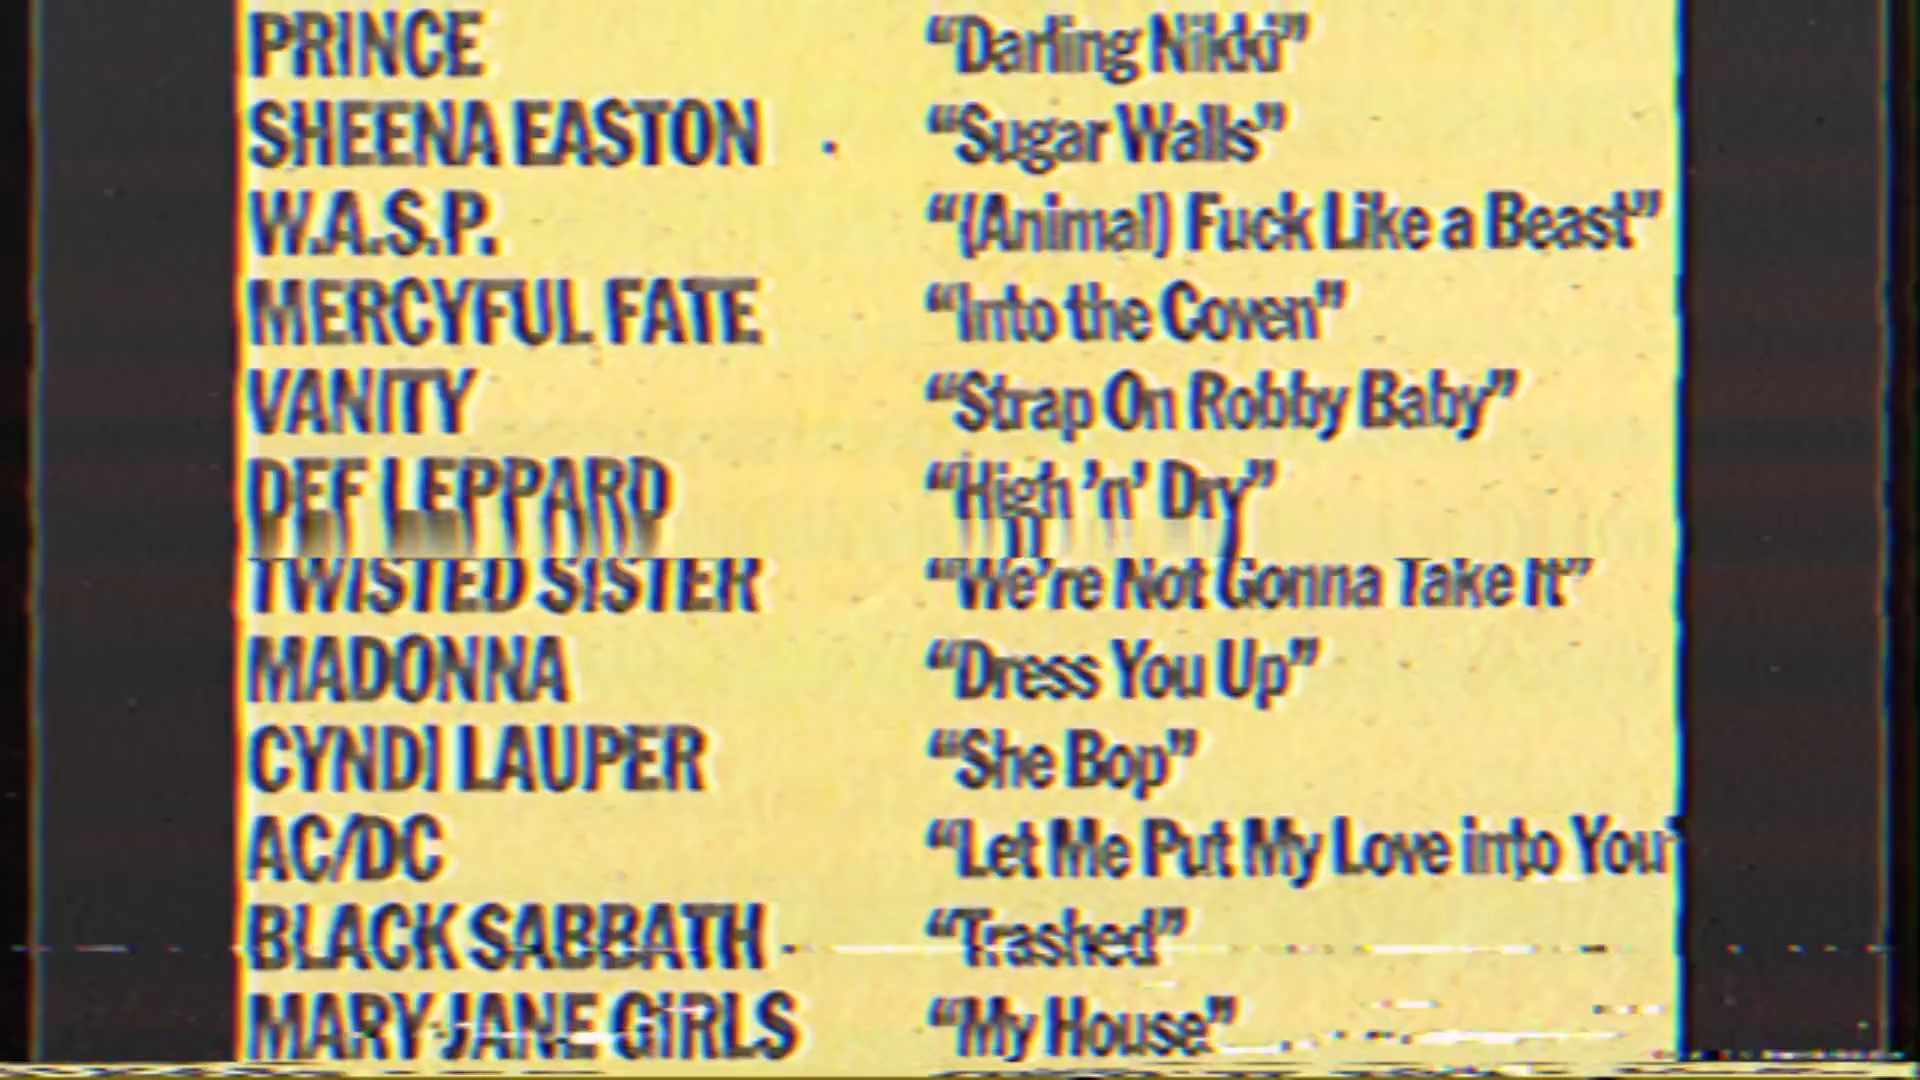 PRINCE "Darling Nikki"
SHEENA EASTON "Sugar Walls"
W.A.S.P. "(Animal) Fuck Like a Beast"
MERCYFUL FATE "Into the Coven"
VANITY "Strap On Robby Baby"
DEF LEPPARD "High 'n' Dry"
TWISTED SISTER "We're Not Gonna Take It"
MADONNA "Dress You Up"
CYNDI LAUPER "She Bop"
AC/DC "Let Me Put My Love into You"
BLACK SABBATH "Trashed"
MARY JANE GIRLS "My House"